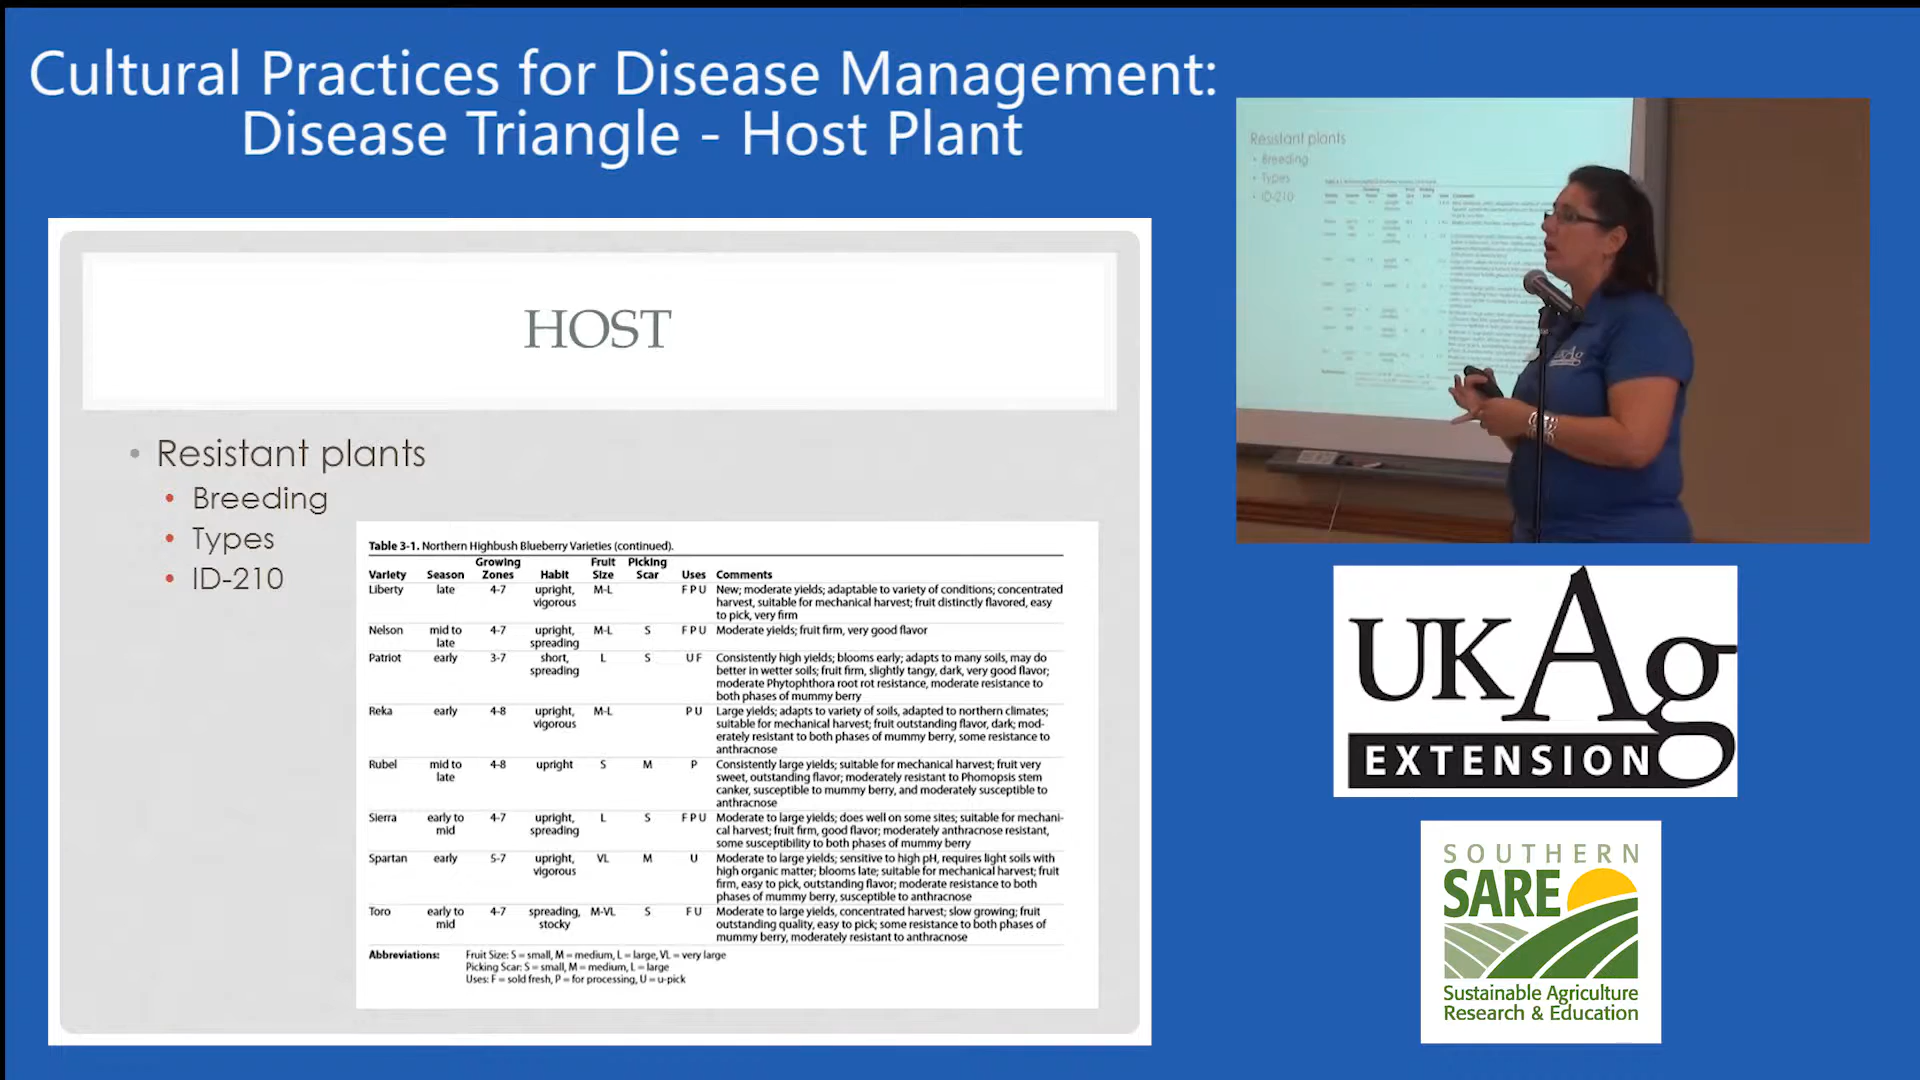 Cultural Practices for Disease Management:
Disease Triangle - Host Plant
HOST
• Resistant plants
• Breeding
• Types
• ID-210
Table 3-1. Northern Highbush Blueberry Varieties (continued).
Variety Season Growing Zones Habit Fruit Size Picking Scar Uses Comments
Liberty late 4-7 upright, vigorous M-L F P U New; moderate yields; adaptable to variety of conditions; concentrated
harvest, suitable for mechanical harvest; fruit distinctly flavored, easy
to pick, very firm
Nelson mid to late 4-7 upright, spreading M-L S F P U Moderate yields; fruit firm, very good flavor
Patriot early 3-7 short, spreading L S U F Consistently high yields; blooms early; adapts to many soils, may do
better in wetter soils; fruit firm, slightly tangy, dark, very good flavor;
moderate Phytophthora root rot resistance, moderate resistance to
both phases of mummy berry
Reka early 4-8 upright, vigorous M-L P U Large yields; adapts to variety of soils, adapted to northern climates;
suitable for mechanical harvest; fruit outstanding flavor, dark; mod-
erately resistant to both phases of mummy berry, some resistance to
anthracnose
Rubel mid to late 4-8 upright S M P Consistently large yields; suitable for mechanical harvest; fruit very
sweet, outstanding flavor; moderately resistant to Phomopsis stem
canker, susceptible to mummy berry, and moderately susceptible to
anthracnose
Sierra early to mid 4-7 upright, spreading L S F P U Moderate to large yields; does well on some sites; suitable for mechani-
cal harvest; fruit firm, good flavor; moderately anthracnose resistant,
some susceptibility to both phases of mummy berry
Spartan early 5-7 upright, vigorous VL M U Moderate to large yields; sensitive to high pH, requires light soils with
high organic matter; blooms late; suitable for mechanical harvest; fruit
firm, easy to pick, outstanding flavor; moderate resistance to both
phases of mummy berry, susceptible to anthracnose
Toro early to mid 4-7 spreading, stocky M-VL S F U Moderate to large yields, concentrated harvest; slow growing; fruit
outstanding quality, easy to pick; some resistance to both phases of
mummy berry, moderately resistant to anthracnose
Abbreviations: Fruit Size: S = small, M = medium, L = large, VL = very large
Picking Scar: S = small, M = medium, L = large
Uses: F = sold fresh, P = for processing, U = u-pick
Resistant plants
• Breeding
• Types
• ID-210
UKAg
EXTENSION
SOUTHERN
SARE
Sustainable Agriculture
Research & Education